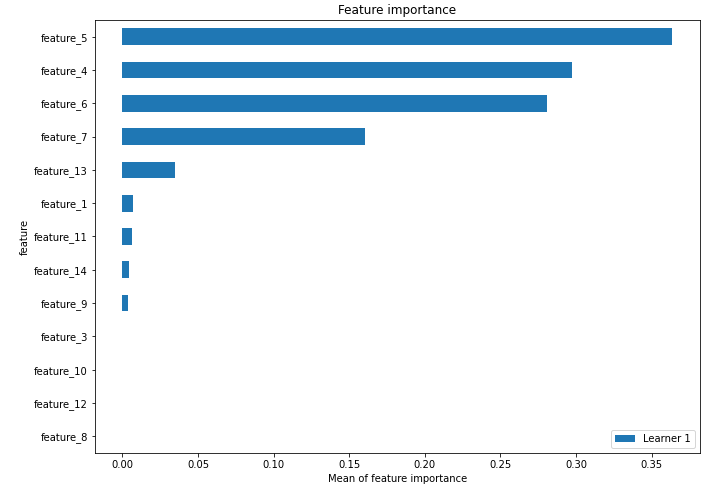 Feature importance
feature_5
feature_4
feature_6
feature_7
feature_13
feature_1
feature_11
feature_14
feature_9
feature_3
feature_10
feature_12
feature_8
feature
Learner 1
0.00 0.05 0.10 0.15 0.20 0.25 0.30 0.35
Mean of feature importance